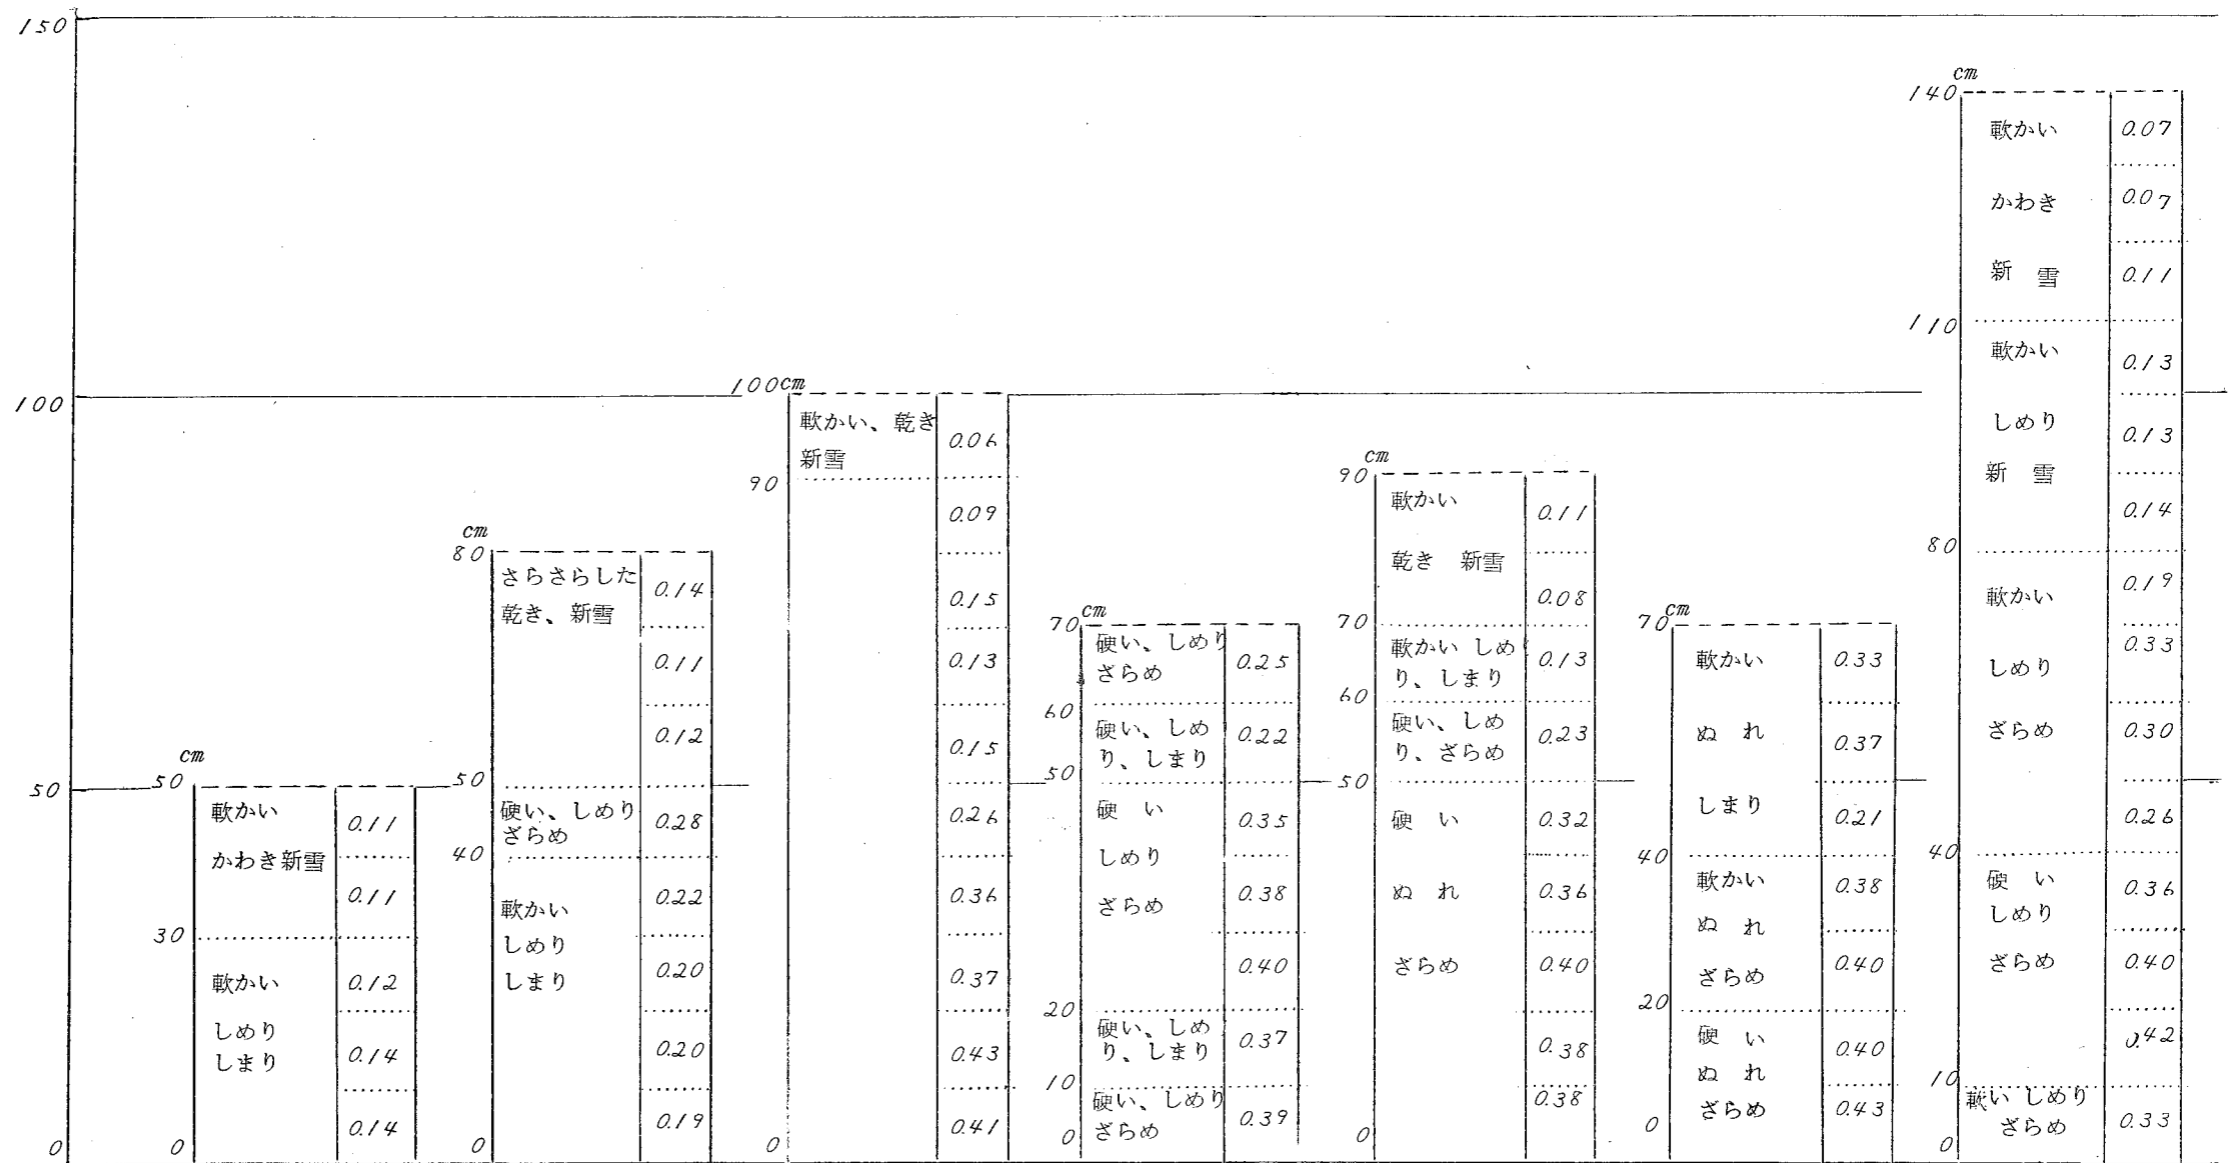 150
100
50
0
cm
50
30
0
軟かい
かわき新雪
軟かい
しめり
しまり
0.11
0.11
0.12
0.14
0.14
cm
80
50
40
0
さらさらした
乾き、新雪
硬い、しめり
ざらめ
軟かい
しめり
しまり
0.14
0.11
0.12
0.28
0.22
0.20
0.20
0.19
100cm
90
0
軟かい、乾き
新雪
0.06
0.09
0.15
0.13
0.15
0.26
0.36
0.37
0.43
0.41
cm
70
60
50
20
10
0
硬い、しめり
ざらめ
硬い、しめ
り、しまり
硬 い
しめり
ざらめ
硬い、しめ
り、しまり
硬い、しめり
ざらめ
0.25
0.22
0.35
0.38
0.40
0.37
0.39
cm
90
70
60
50
0
軟かい
乾き 新雪
軟かい しめ
り、しまり
硬い、しめ
り、ざらめ
硬 い
ぬ れ
ざらめ
0.11
0.08
0.13
0.23
0.32
0.36
0.40
0.38
0.38
cm
70
40
20
0
軟かい
ぬ れ
しまり
軟かい
ぬ れ
ざらめ
硬 い
ぬ れ
ざらめ
0.33
0.37
0.21
0.38
0.40
0.40
0.43
cm
140
110
80
40
10
0
軟かい
かわき
新 雪
軟かい
しめり
新 雪
軟かい
しめり
ざらめ
硬 い
しめり
ざらめ
軟い しめり
ざらめ
0.07
0.07
0.11
0.13
0.13
0.14
0.19
0.33
0.30
0.26
0.36
0.40
0.42
0.33